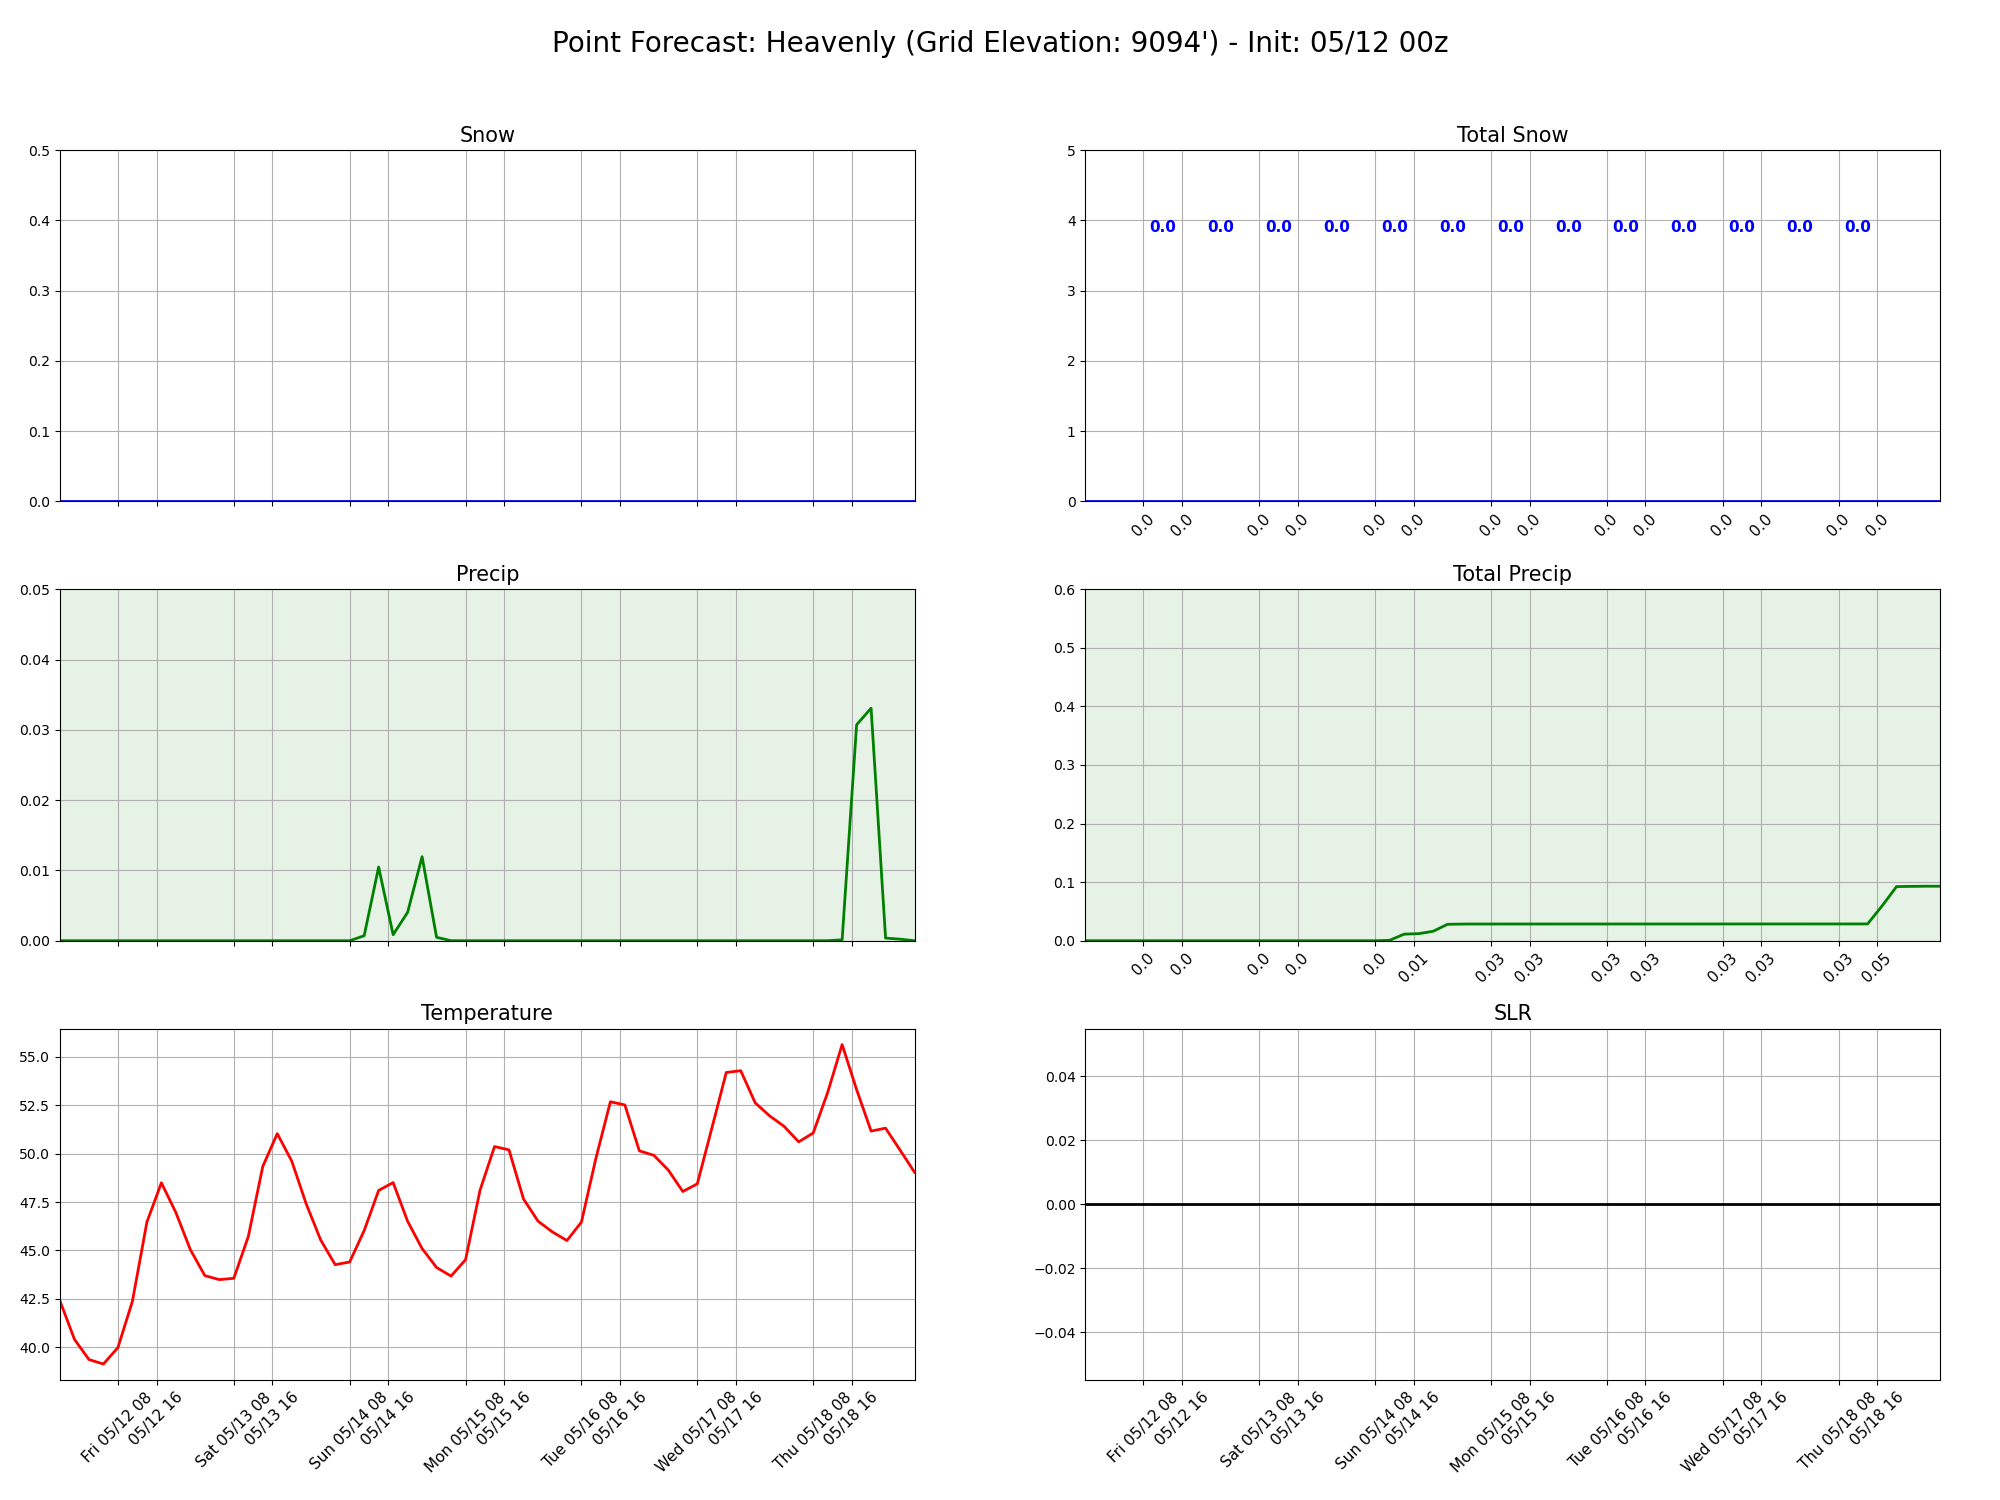 Point Forecast: Heavenly (Grid Elevation: 9094') - Init: 05/12 00z
Snow
0.5
0.4
0.3
0.2
0.1
0.0
Total Snow
5
4
3
2
1
0
0.0 0.0 0.0 0.0 0.0 0.0 0.0 0.0 0.0 0.0 0.0 0.0 0.0
0.0 0.0 0.0 0.0 0.0 0.0 0.0 0.0 0.0 0.0 0.0 0.0 0.0 0.0
Precip
0.05
0.04
0.03
0.02
0.01
0.00
Total Precip
0.6
0.5
0.4
0.3
0.2
0.1
0.0
0.0 0.0 0.0 0.0 0.0 0.01 0.03 0.03 0.03 0.03 0.03 0.03 0.03 0.05
Temperature
55.0
52.5
50.0
47.5
45.0
42.5
40.0
Fri 05/12 08
05/12 16
Sat 05/13 08
05/13 16
Sun 05/14 08
05/14 16
Mon 05/15 08
05/15 16
Tue 05/16 08
05/16 16
Wed 05/17 08
05/17 16
Thu 05/18 08
05/18 16
SLR
0.04
0.02
0.00
−0.02
−0.04
Fri 05/12 08
05/12 16
Sat 05/13 08
05/13 16
Sun 05/14 08
05/14 16
Mon 05/15 08
05/15 16
Tue 05/16 08
05/16 16
Wed 05/17 08
05/17 16
Thu 05/18 08
05/18 16